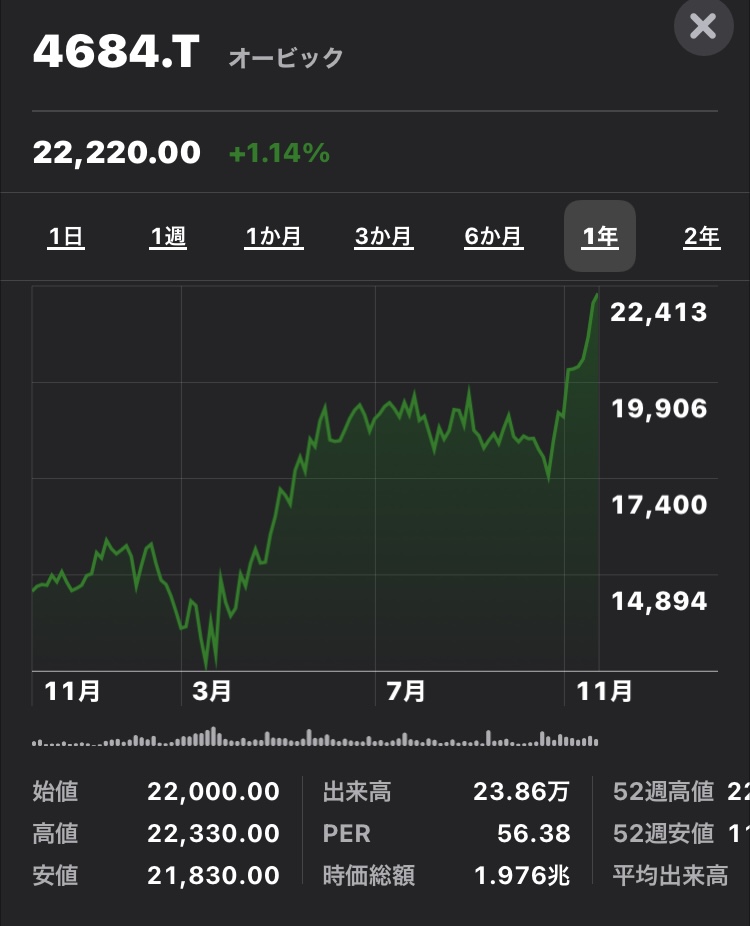 4684.T オービック
22,220.00 +1.14%
1日 1週 1か月 3か月 6か月 1年 2年
22,413
19,906
17,400
14,894
11月 3月 7月 11月
始値 22,000.00 出来高 23.86万 52週高値 22
高値 22,330.00 PER 56.38 52週安値 11
安値 21,830.00 時価総額 1.976兆 平均出来高